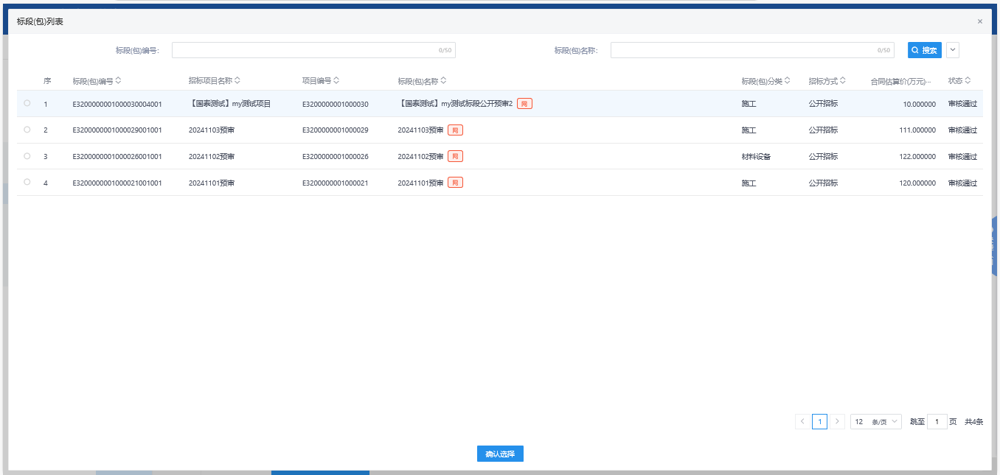 标段(包)列表 ×
标段(包)编号: 0/50 标段(包)名称: 0/50 搜索
序 标段(包)编号 招标项目名称 项目编号 标段(包)名称 标段(包)分类 招标方式 合同估算价(万元)··· 状态
1 E3200000001000030004001 【国泰测试】my测试项目 E3200000001000030 【国泰测试】my测试标段公开预审2 网 施工 公开招标 10.000000 审核通过
2 E3200000001000029001001 20241103预审 E3200000001000029 20241103预审 网 施工 公开招标 111.000000 审核通过
3 E3200000001000026001001 20241102预审 E3200000001000026 20241102预审 网 材料设备 公开招标 122.000000 审核通过
4 E3200000001000021001001 20241101预审 E3200000001000021 20241101预审 网 施工 公开招标 120.000000 审核通过
1 12 条/页 跳至 1 页 共4条
确认选择